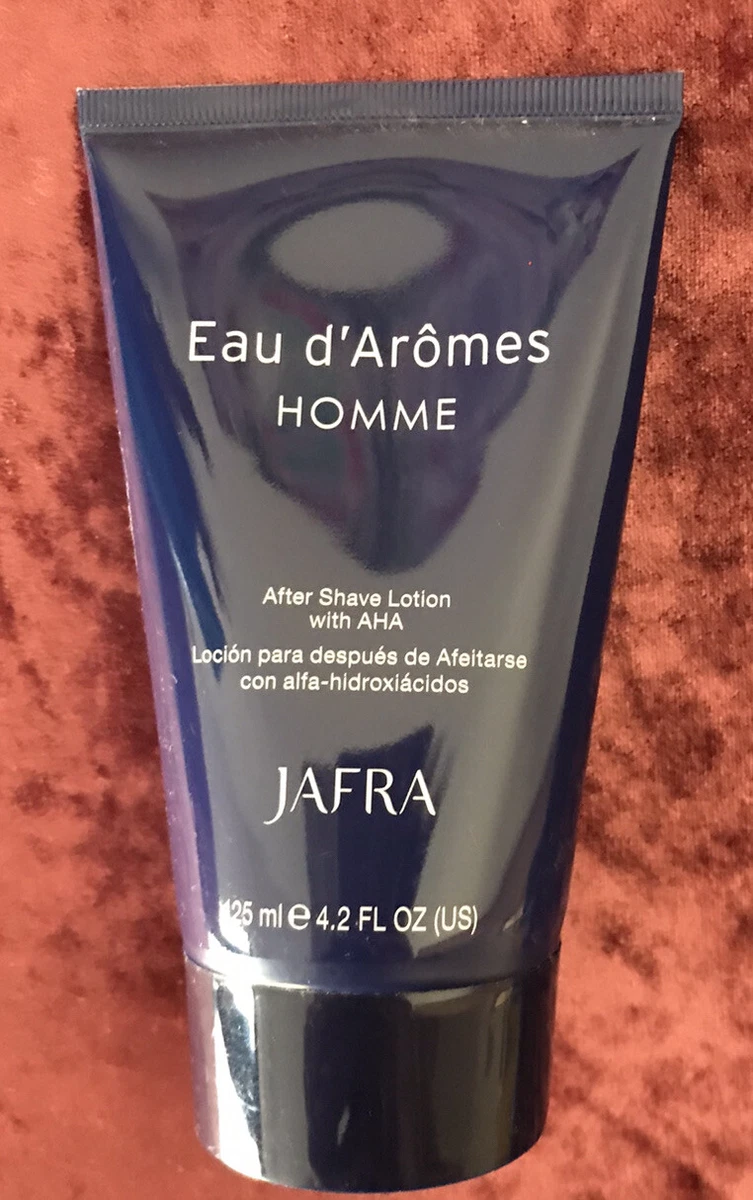 Eau d'Arômes
HOMME
After Shave Lotion
with AHA
Loción para después de Afeitarse
con alfa-hidroxiácidos
JAFRA
125 ml e 4.2 FL OZ (US)